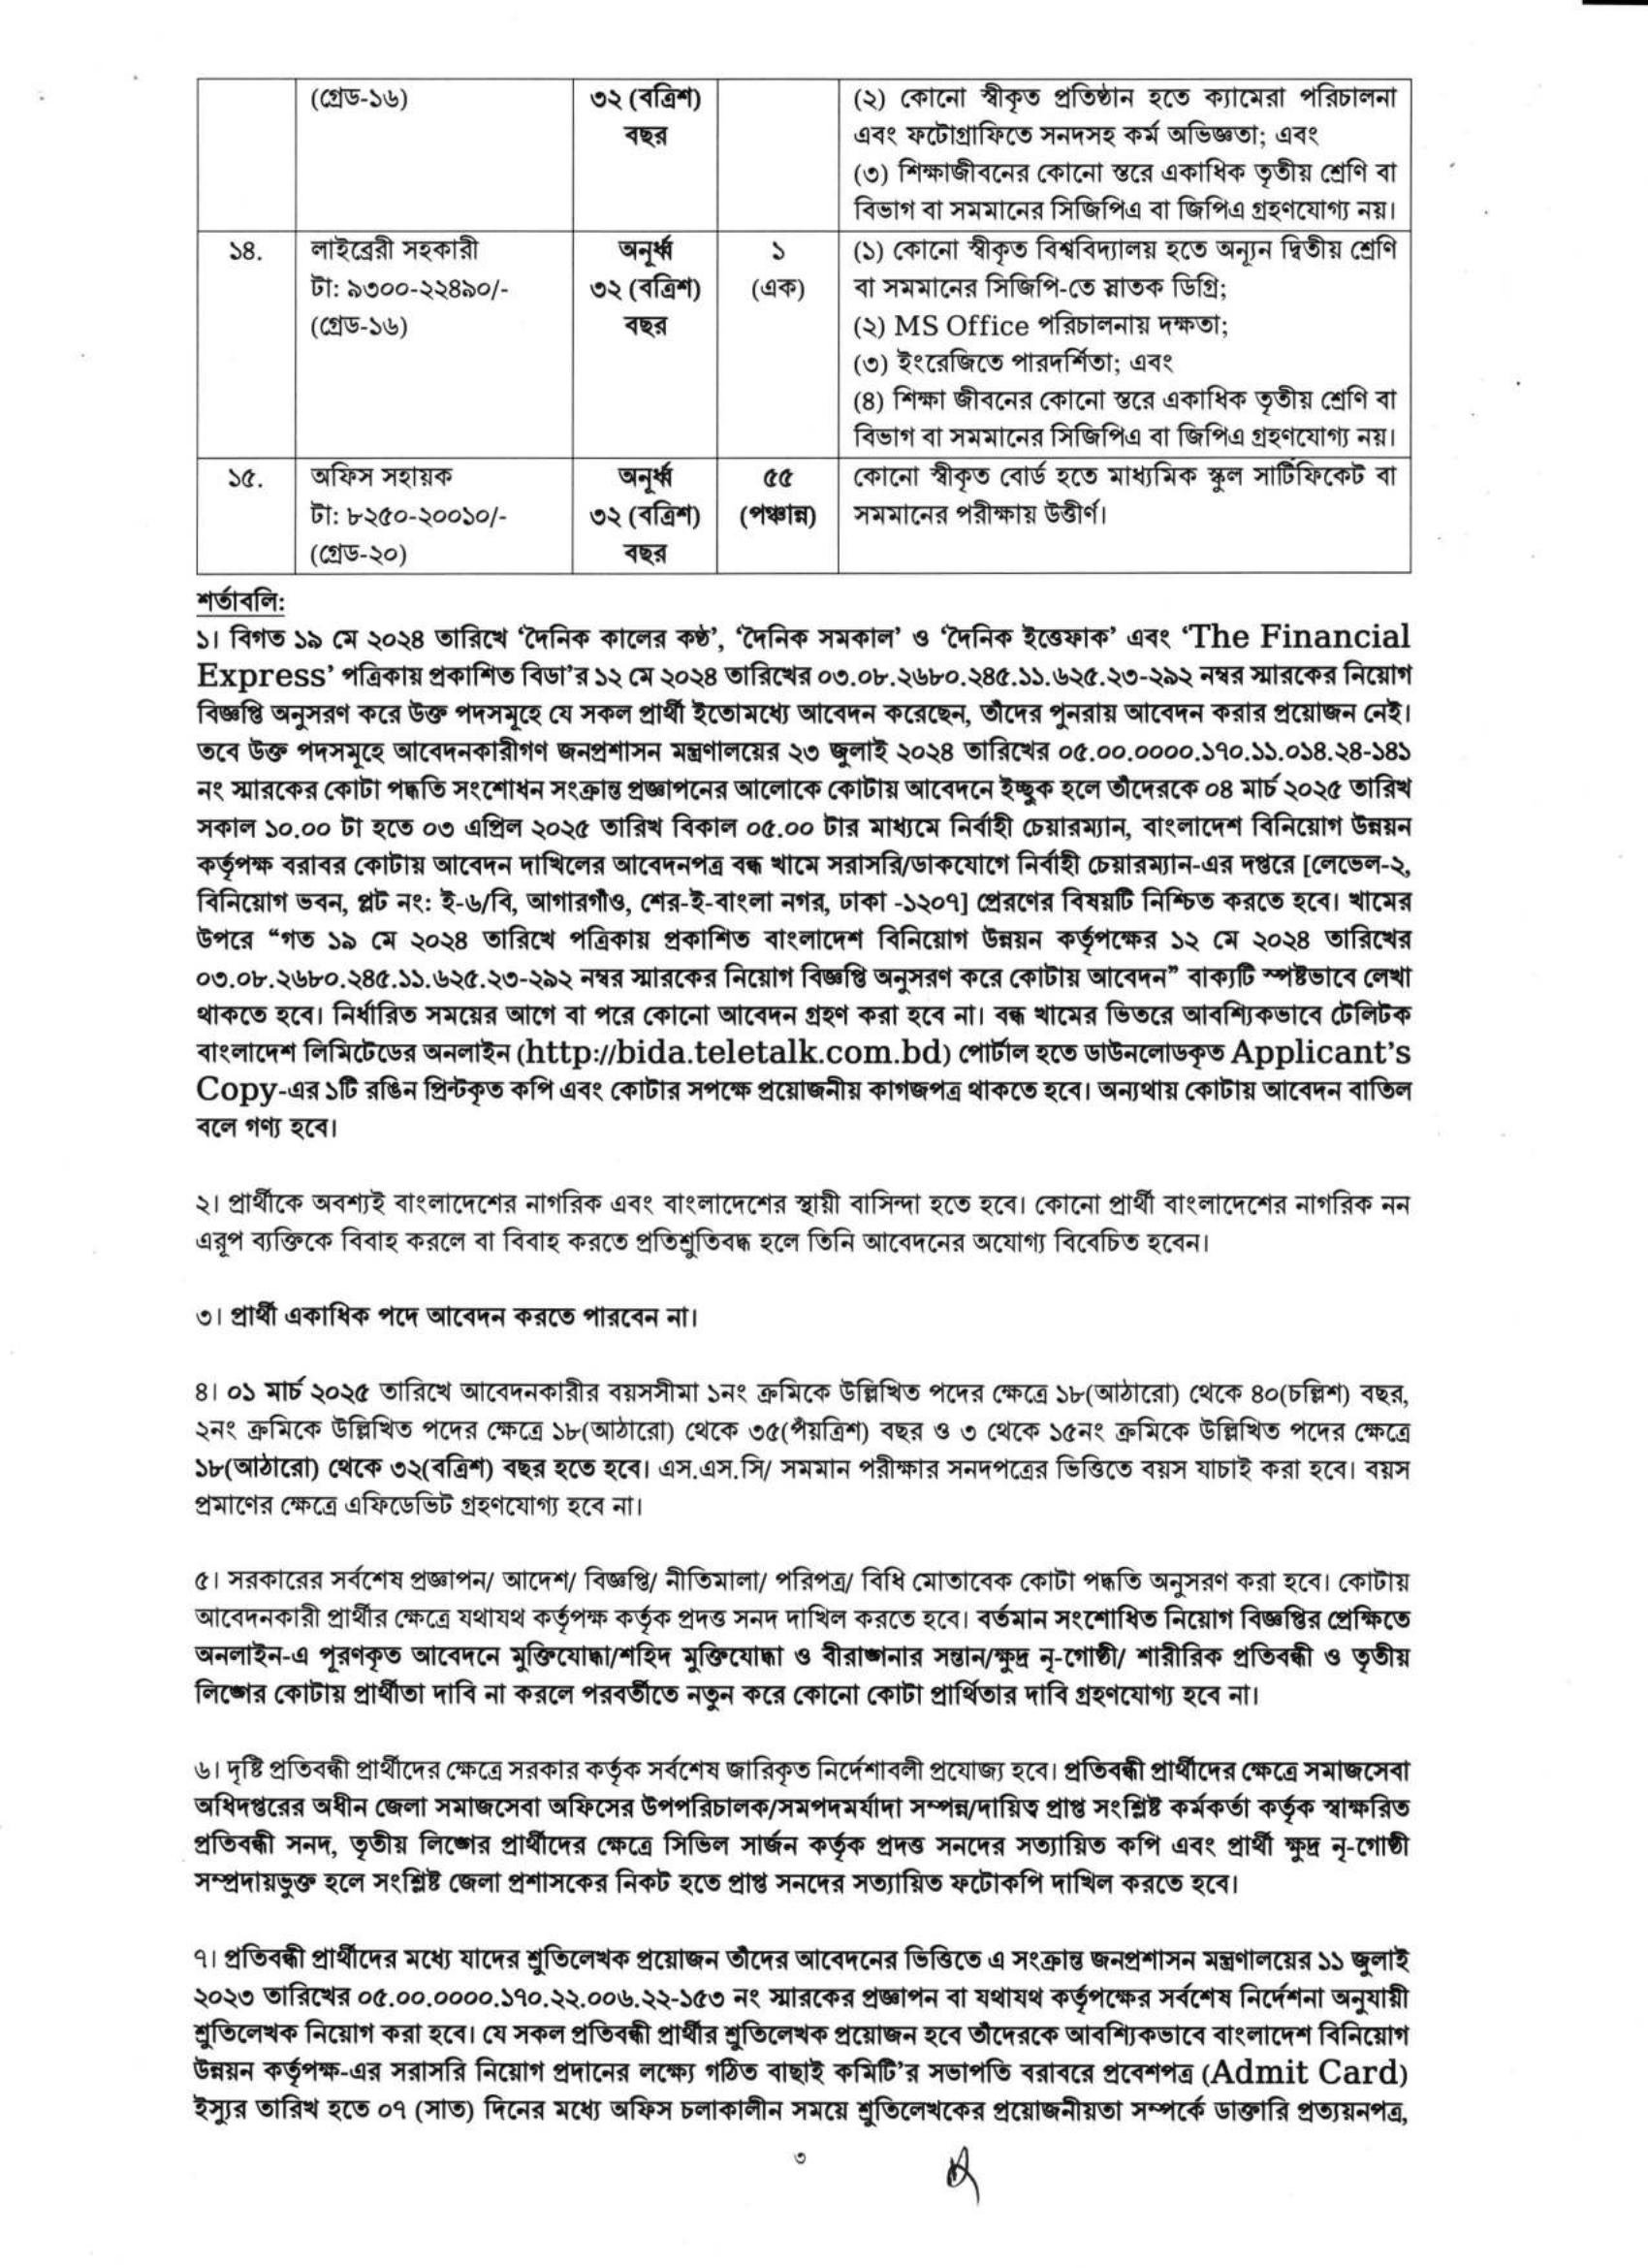 (গ্রেড-১৬)
৩২ (বত্রিশ)
বছর
(২) কোনো স্বীকৃত প্রতিষ্ঠান হতে ক্যামেরা পরিচালনা
এবং ফটোগ্রাফিতে সনদসহ কর্ম অভিজ্ঞতা; এবং
(৩) শিক্ষাজীবনের কোনো স্তরে একাধিক তৃতীয় শ্রেণি বা
বিভাগ বা সমমানের সিজিপিএ বা জিপিএ গ্রহণযোগ্য নয়।
১৪.
লাইব্রেরী সহকারী
টা: ৯৩০০-২২৪৯০/-
(গ্রেড-১৬)
অনূর্ধ্ব
৩২ (বত্রিশ)
বছর
১
(এক)
(১) কোনো স্বীকৃত বিশ্ববিদ্যালয় হতে অন্যূন দ্বিতীয় শ্রেণি
বা সমমানের সিজিপি-তে স্নাতক ডিগ্রি;
(২) MS Office পরিচালনায় দক্ষতা;
(৩) ইংরেজিতে পারদর্শিতা; এবং
(৪) শিক্ষা জীবনের কোনো স্তরে একাধিক তৃতীয় শ্রেণি বা
বিভাগ বা সমমানের সিজিপিএ বা জিপিএ গ্রহণযোগ্য নয়।
১৫.
অফিস সহায়ক
টা: ৮২৫০-২০০১০/-
(গ্রেড-২০)
অনূর্ধ্ব
৩২ (বত্রিশ)
বছর
৫৫
(পঞ্চান্ন)
কোনো স্বীকৃত বোর্ড হতে মাধ্যমিক স্কুল সার্টিফিকেট বা
সমমানের পরীক্ষায় উত্তীর্ণ।
শর্তাবলি:
১। বিগত ১৯ মে ২০২৪ তারিখে ‘দৈনিক কালের কণ্ঠ’, ‘দৈনিক সমকাল’ ও ‘দৈনিক ইত্তেফাক’ এবং ‘The Financial
Express’ পত্রিকায় প্রকাশিত বিডা’র ১২ মে ২০২৪ তারিখের ০৩.০৮.২৬৮০.২৪৫.১১.৬২৫.২৩-২৯২ নম্বর স্মারকের নিয়োগ
বিজ্ঞপ্তি অনুসরণ করে উক্ত পদসমূহে যে সকল প্রার্থী ইতোমধ্যে আবেদন করেছেন, তাঁদের পুনরায় আবেদন করার প্রয়োজন নেই।
তবে উক্ত পদসমূহে আবেদনকারীগণ জনপ্রশাসন মন্ত্রণালয়ের ২৩ জুলাই ২০২৪ তারিখের ০৫.০০.০০০০.১৭০.১১.০১৪.২৪-১৪১
নং স্মারকের কোটা পদ্ধতি সংশোধন সংক্রান্ত প্রজ্ঞাপনের আলোকে কোটায় আবেদনে ইচ্ছুক হলে তাঁদেরকে ০৪ মার্চ ২০২৫ তারিখ
সকাল ১০.০০ টা হতে ০৩ এপ্রিল ২০২৫ তারিখ বিকাল ০৫.০০ টার মাধ্যমে নির্বাহী চেয়ারম্যান, বাংলাদেশ বিনিয়োগ উন্নয়ন
কর্তৃপক্ষ বরাবর কোটায় আবেদন দাখিলের আবেদনপত্র বন্ধ খামে সরাসরি/ডাকযোগে নির্বাহী চেয়ারম্যান-এর দপ্তরে [লেভেল-২,
বিনিয়োগ ভবন, প্লট নং: ই-৬/বি, আগারগাঁও, শের-ই-বাংলা নগর, ঢাকা -১২০৭] প্রেরণের বিষয়টি নিশ্চিত করতে হবে। খামের
উপরে “গত ১৯ মে ২০২৪ তারিখে পত্রিকায় প্রকাশিত বাংলাদেশ বিনিয়োগ উন্নয়ন কর্তৃপক্ষের ১২ মে ২০২৪ তারিখের
০৩.০৮.২৬৮০.২৪৫.১১.৬২৫.২৩-২৯২ নম্বর স্মারকের নিয়োগ বিজ্ঞপ্তি অনুসরণ করে কোটায় আবেদন” বাক্যটি স্পষ্টভাবে লেখা
থাকতে হবে। নির্ধারিত সময়ের আগে বা পরে কোনো আবেদন গ্রহণ করা হবে না। বন্ধ খামের ভিতরে আবশ্যিকভাবে টেলিটক
বাংলাদেশ লিমিটেডের অনলাইন (http://bida.teletalk.com.bd) পোর্টাল হতে ডাউনলোডকৃত Applicant’s
Copy-এর ১টি রঙিন প্রিন্টকৃত কপি এবং কোটার সপক্ষে প্রয়োজনীয় কাগজপত্র থাকতে হবে। অন্যথায় কোটায় আবেদন বাতিল
বলে গণ্য হবে।
২। প্রার্থীকে অবশ্যই বাংলাদেশের নাগরিক এবং বাংলাদেশের স্থায়ী বাসিন্দা হতে হবে। কোনো প্রার্থী বাংলাদেশের নাগরিক নন
এরূপ ব্যক্তিকে বিবাহ করলে বা বিবাহ করতে প্রতিশ্রুতিবদ্ধ হলে তিনি আবেদনের অযোগ্য বিবেচিত হবেন।
৩। প্রার্থী একাধিক পদে আবেদন করতে পারবেন না।
৪। ০১ মার্চ ২০২৫ তারিখে আবেদনকারীর বয়সসীমা ১নং ক্রমিকে উল্লিখিত পদের ক্ষেত্রে ১৮(আঠারো) থেকে ৪০(চল্লিশ) বছর,
২নং ক্রমিকে উল্লিখিত পদের ক্ষেত্রে ১৮(আঠারো) থেকে ৩৫(পঁয়ত্রিশ) বছর ও ৩ থেকে ১৫নং ক্রমিকে উল্লিখিত পদের ক্ষেত্রে
১৮(আঠারো) থেকে ৩২(বত্রিশ) বছর হতে হবে। এস.এস.সি/ সমমান পরীক্ষার সনদপত্রের ভিত্তিতে বয়স যাচাই করা হবে। বয়স
প্রমাণের ক্ষেত্রে এফিডেভিট গ্রহণযোগ্য হবে না।
৫। সরকারের সর্বশেষ প্রজ্ঞাপন/ আদেশ/ বিজ্ঞপ্তি/ নীতিমালা/ পরিপত্র/ বিধি মোতাবেক কোটা পদ্ধতি অনুসরণ করা হবে। কোটায়
আবেদনকারী প্রার্থীর ক্ষেত্রে যথাযথ কর্তৃপক্ষ কর্তৃক প্রদত্ত সনদ দাখিল করতে হবে। বর্তমান সংশোধিত নিয়োগ বিজ্ঞপ্তির প্রেক্ষিতে
অনলাইন-এ পূরণকৃত আবেদনে মুক্তিযোদ্ধা/শহিদ মুক্তিযোদ্ধা ও বীরাঙ্গনার সন্তান/ক্ষুদ্র নৃ-গোষ্ঠী/ শারীরিক প্রতিবন্ধী ও তৃতীয়
লিঙ্গের কোটায় প্রার্থীতা দাবি না করলে পরবর্তীতে নতুন করে কোনো কোটা প্রার্থিতার দাবি গ্রহণযোগ্য হবে না।
৬। দৃষ্টি প্রতিবন্ধী প্রার্থীদের ক্ষেত্রে সরকার কর্তৃক সর্বশেষ জারিকৃত নির্দেশাবলী প্রযোজ্য হবে। প্রতিবন্ধী প্রার্থীদের ক্ষেত্রে সমাজসেবা
অধিদপ্তরের অধীন জেলা সমাজসেবা অফিসের উপপরিচালক/সমপদমর্যাদা সম্পন্ন/দায়িত্ব প্রাপ্ত সংশ্লিষ্ট কর্মকর্তা কর্তৃক স্বাক্ষরিত
প্রতিবন্ধী সনদ, তৃতীয় লিঙ্গের প্রার্থীদের ক্ষেত্রে সিভিল সার্জন কর্তৃক প্রদত্ত সনদের সত্যায়িত কপি এবং প্রার্থী ক্ষুদ্র নৃ-গোষ্ঠী
সম্প্রদায়ভুক্ত হলে সংশ্লিষ্ট জেলা প্রশাসকের নিকট হতে প্রাপ্ত সনদের সত্যায়িত ফটোকপি দাখিল করতে হবে।
৭। প্রতিবন্ধী প্রার্থীদের মধ্যে যাদের শ্রুতিলেখক প্রয়োজন তাঁদের আবেদনের ভিত্তিতে এ সংক্রান্ত জনপ্রশাসন মন্ত্রণালয়ের ১১ জুলাই
২০২৩ তারিখের ০৫.০০.০০০০.১৭০.২২.০০৬.২২-১৫৩ নং স্মারকের প্রজ্ঞাপন বা যথাযথ কর্তৃপক্ষের সর্বশেষ নির্দেশনা অনুযায়ী
শ্রুতিলেখক নিয়োগ করা হবে। যে সকল প্রতিবন্ধী প্রার্থীর শ্রুতিলেখক প্রয়োজন হবে তাঁদেরকে আবশ্যিকভাবে বাংলাদেশ বিনিয়োগ
উন্নয়ন কর্তৃপক্ষ-এর সরাসরি নিয়োগ প্রদানের লক্ষ্যে গঠিত বাছাই কমিটি’র সভাপতি বরাবরে প্রবেশপত্র (Admit Card)
ইস্যুর তারিখ হতে ০৭ (সাত) দিনের মধ্যে অফিস চলাকালীন সময়ে শ্রুতিলেখকের প্রয়োজনীয়তা সম্পর্কে ডাক্তারি প্রত্যয়নপত্র,
৩